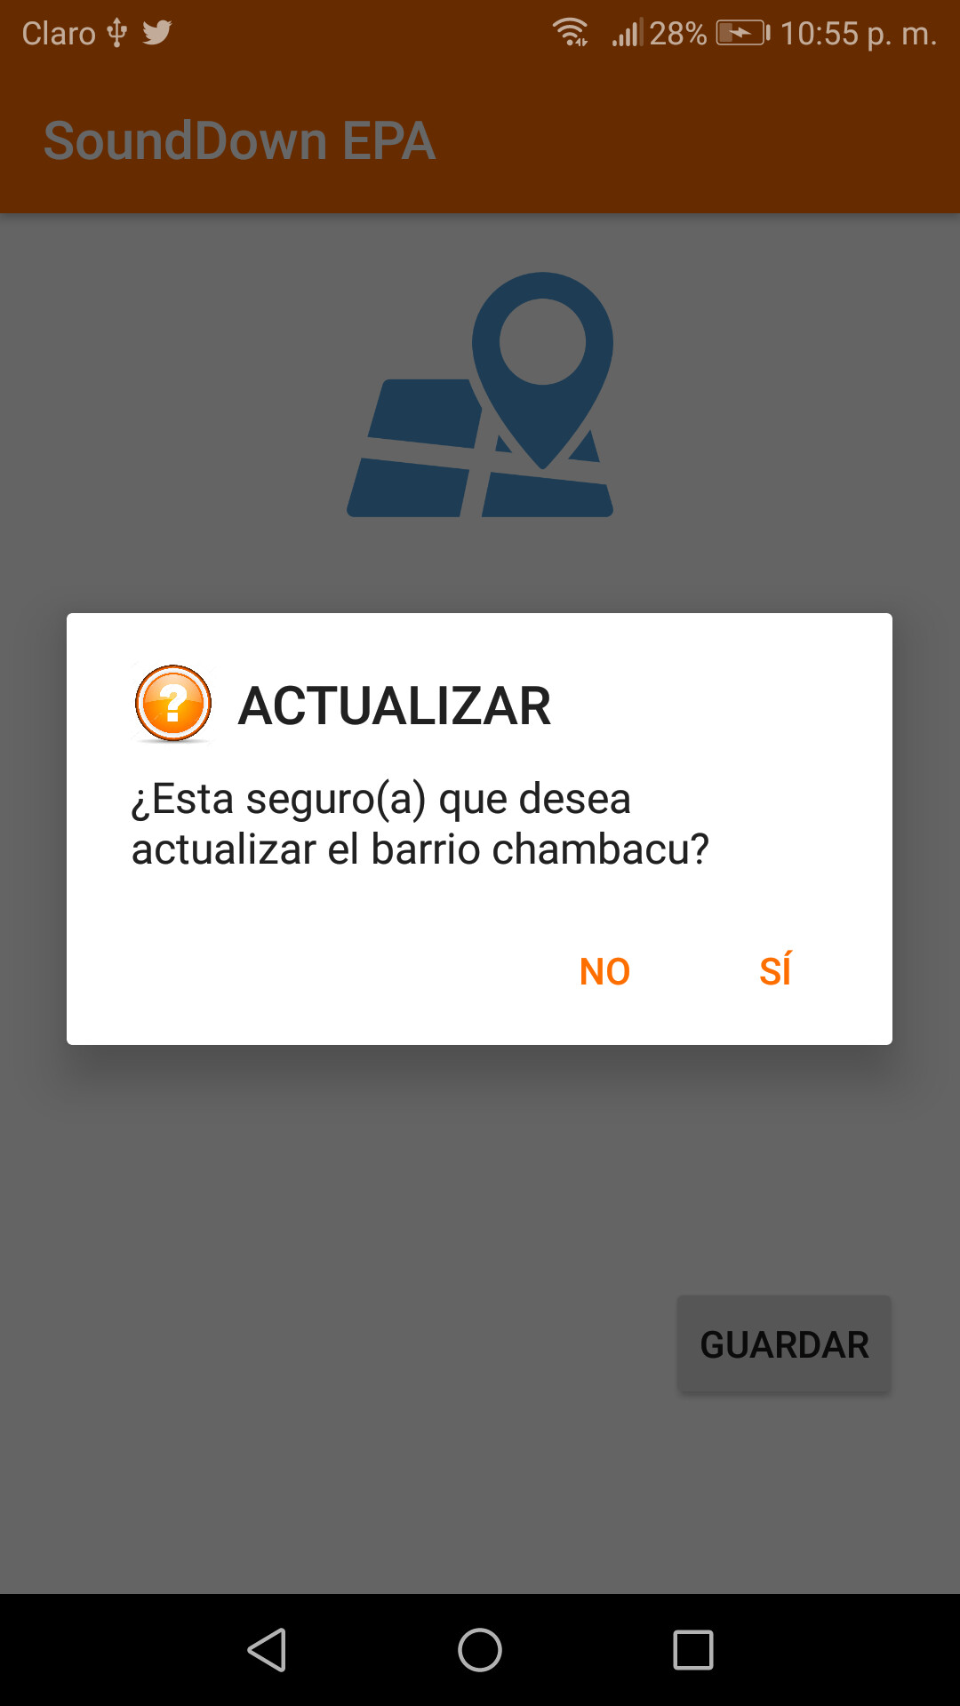 Claro 28% 10:55 p. m.
SoundDown EPA
ACTUALIZAR
¿Esta seguro(a) que desea
actualizar el barrio chambacu?
NO SÍ
GUARDAR